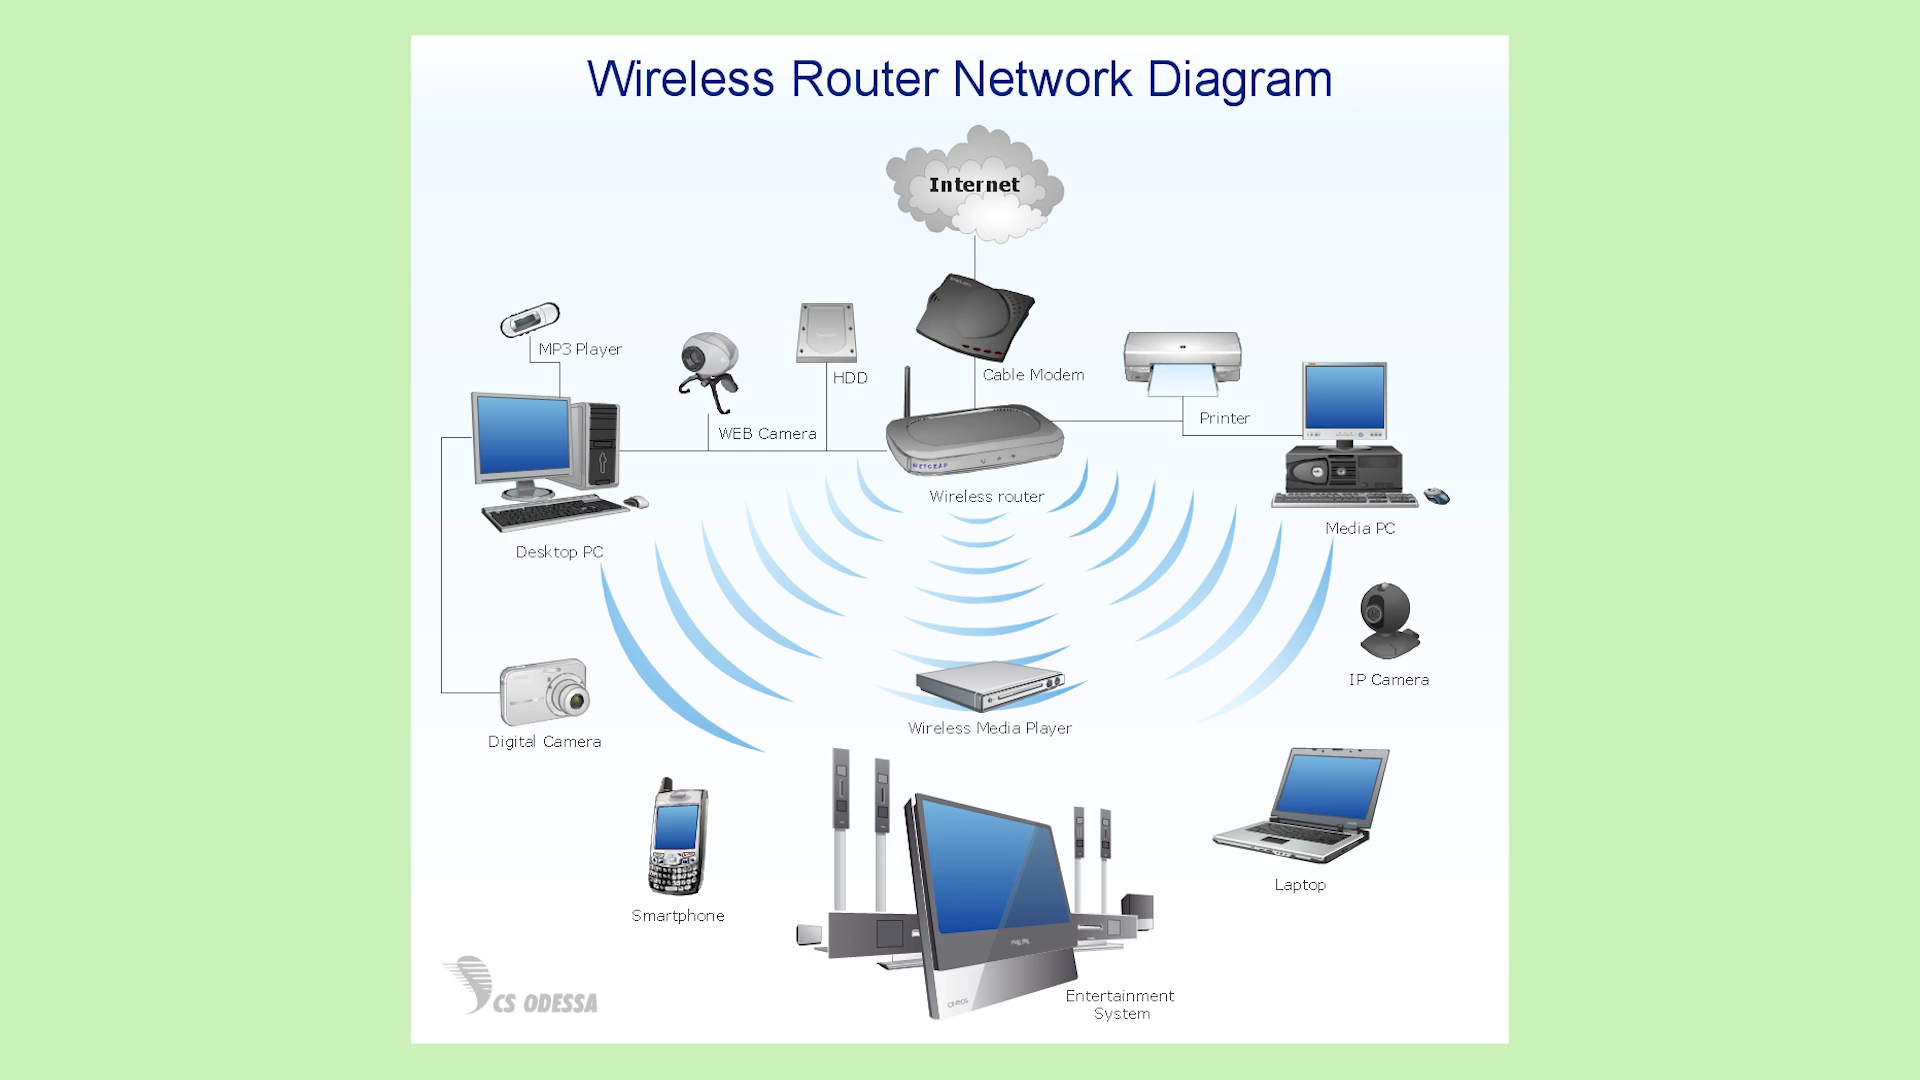 Wireless Router Network Diagram
Internet
MP3 Player
HDD
Cable Modem
WEB Camera
Printer
NETGEAR
Wireless router
Desktop PC
Media PC
IP Camera
Wireless Media Player
Digital Camera
Laptop
Smartphone
Entertainment
System
CS ODESSA